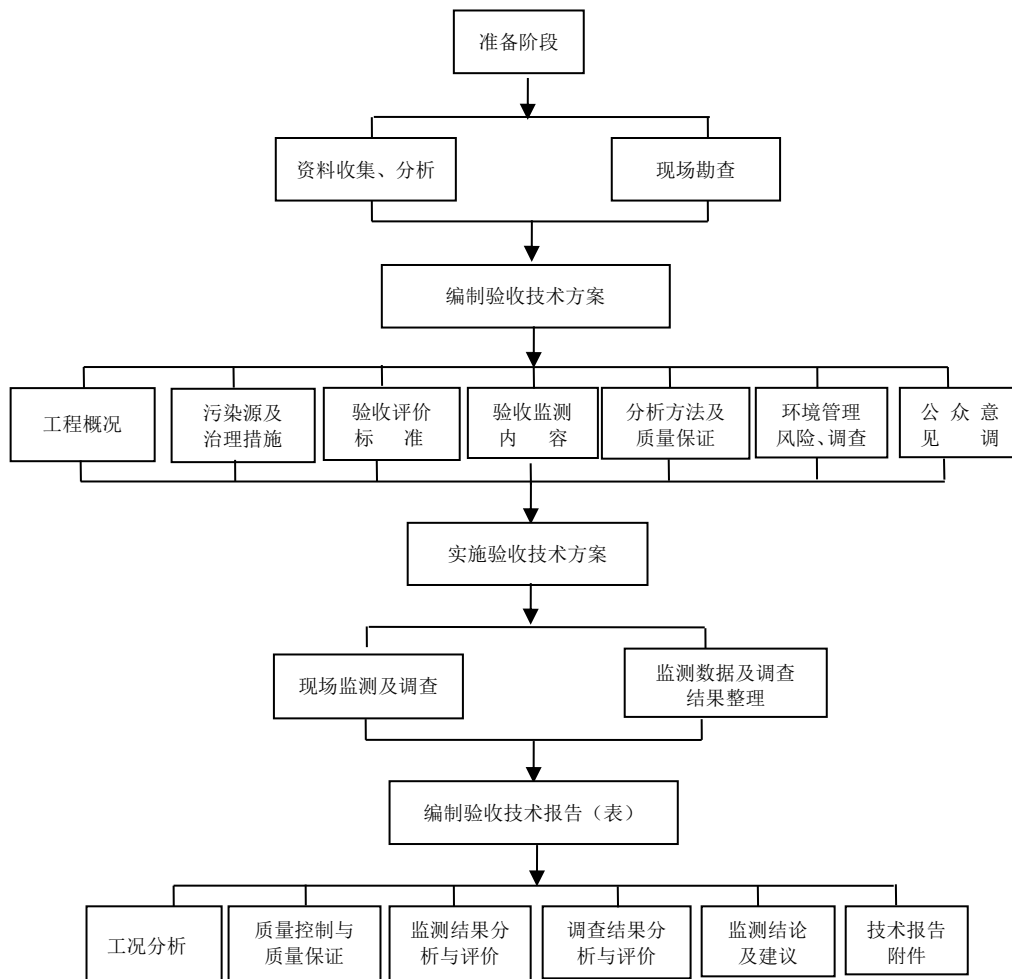 准备阶段
资料收集、分析
现场勘查
编制验收技术方案
工程概况
污染源及
治理措施
验收评价
标 准
验收监测
内 容
分析方法及
质量保证
环境管理
风险、调查
公 众 意
见 调
实施验收技术方案
现场监测及调查
监测数据及调查
结果整理
编制验收技术报告（表）
工况分析
质量控制与
质量保证
监测结果分
析与评价
调查结果分
析与评价
监测结论
及建议
技术报告
附件